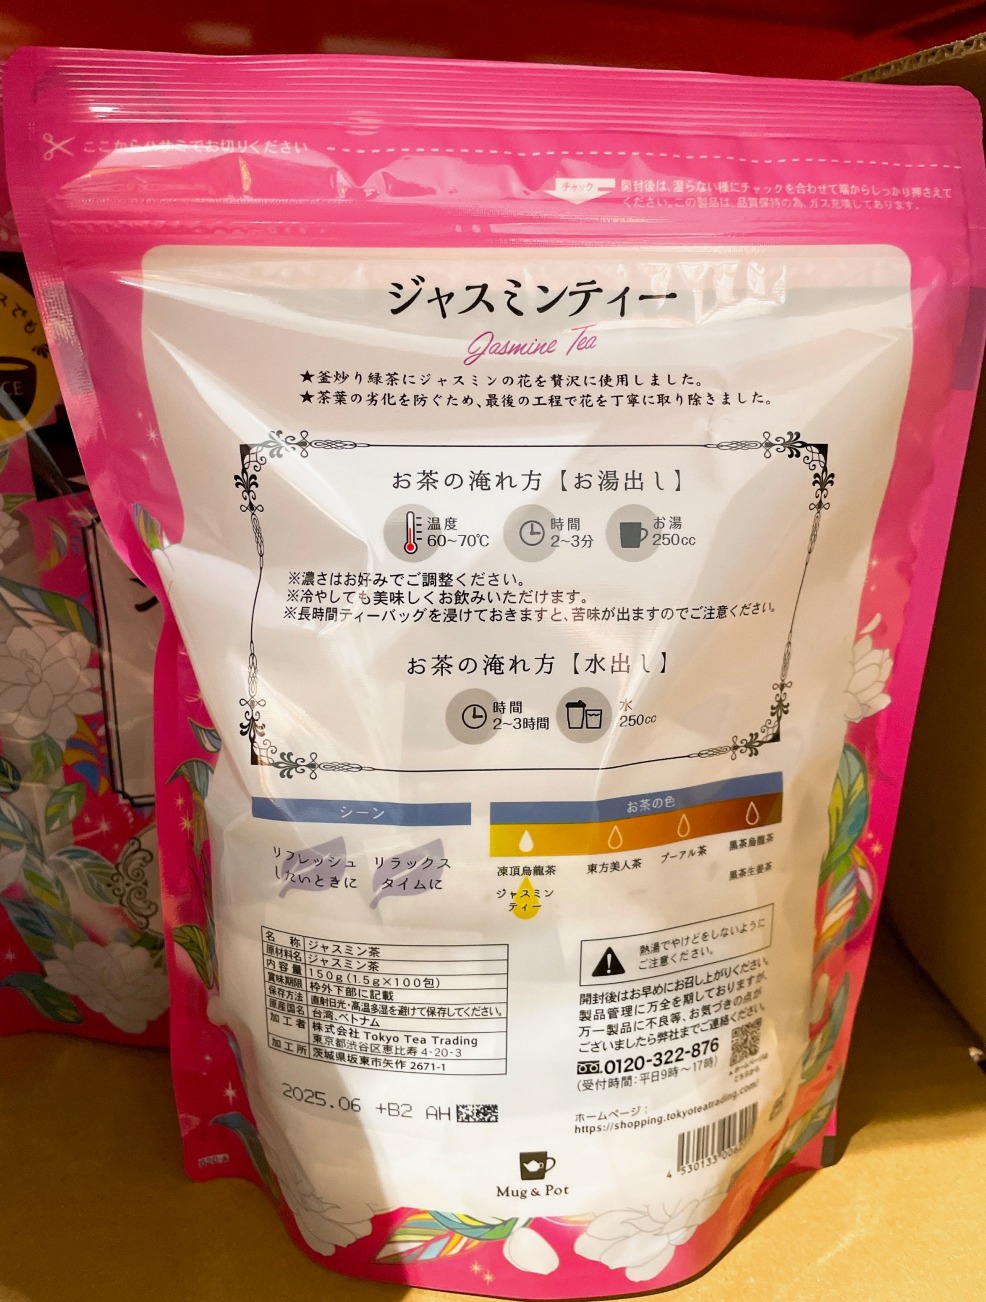 ここからハサミでお切りください
チャック
開封後は、湿らない様にチャックを合わせて端からしっかり押さえて
ください。この製品は、品質保持の為、ガス充填してあります。
スでも
CE
ジャスミンティー
Jasmine Tea
★釜炒り緑茶にジャスミンの花を贅沢に使用しました。
★茶葉の劣化を防ぐため、最後の工程で花を丁寧に取り除きました。
お茶の淹れ方【お湯出し】
温度
60~70℃
時間
2~3分
お湯
250cc
※濃さはお好みでご調整ください。
※冷やしても美味しくお飲みいただけます。
※長時間ティーバッグを浸けておきますと、苦味が出ますのでご注意ください。
お茶の淹れ方【水出し】
時間
2~3時間
水
250cc
シーン
リフレッシュ
したいときに
リラックス
タイムに
お茶の色
凍頂烏龍茶
東方美人茶
プーアル茶
黒茶烏龍茶
黒茶生姜茶
ジャスミン
ティー
名称 ジャスミン茶
原材料名 ジャスミン茶
内容量 150g(1.5g×100包)
賞味期限 枠外下部に記載
保存方法 直射日光・高温多湿を避けて保存してください。
原産国名 台湾、ベトナム
加工者 株式会社 Tokyo Tea Trading
東京都渋谷区恵比寿 4-20-3
加工所 茨城県坂東市矢作 2671-1
2025.06 +B2 AH
熱湯でやけどをしないように
ご注意ください。
開封後はお早めにお召し上がりください。
製品管理に万全を期しておりますが、
万一製品に不良等、お気づきの点が
ございましたら弊社までご連絡ください。
0120-322-876
(受付時間:平日9時~17時)
▲ホームページは
こちらから
ホームページ:
https://shopping.tokyoteatrading.com/
4 530133 006
Mug & Pot